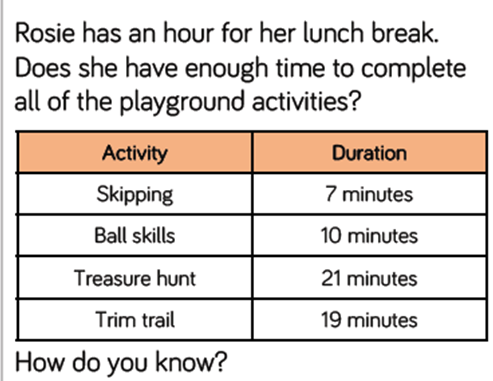 Rosie has an hour for her lunch break.
Does she have enough time to complete
all of the playground activities?
Activity Duration
Skipping 7 minutes
Ball skills 10 minutes
Treasure hunt 21 minutes
Trim trail 19 minutes
How do you know?